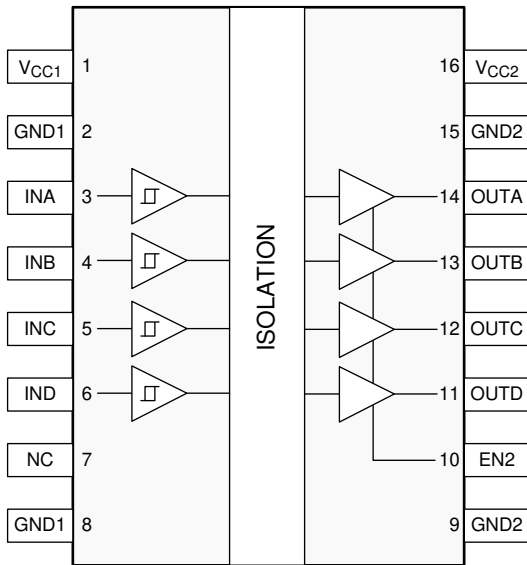 VCC1 1 16 VCC2
GND1 2 15 GND2
INA 3 14 OUTA
INB 4 13 OUTB
INC 5 12 OUTC
IND 6 11 OUTD
NC 7 10 EN2
GND1 8 9 GND2
ISOLATION